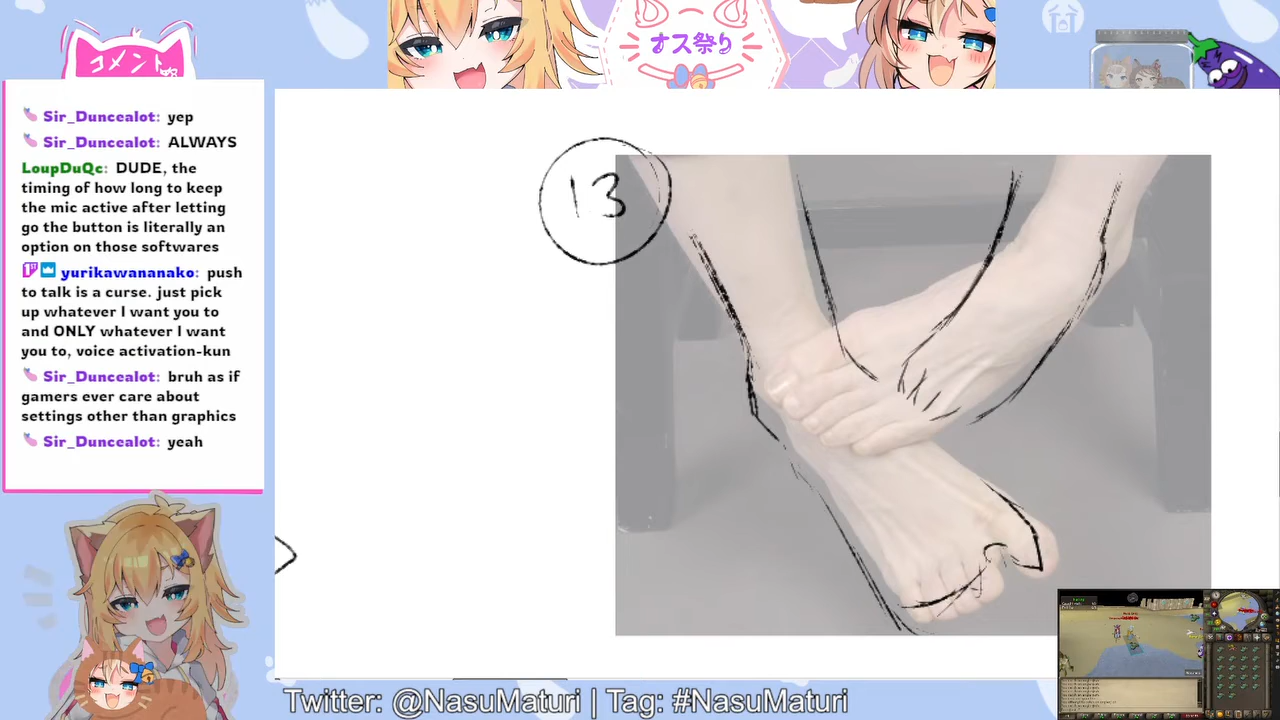 コメント
オス祭り
Sir_Duncealot: yep
Sir_Duncealot: ALWAYS
LoupDuQc: DUDE, the
timing of how long to keep
the mic active after letting
go the button is literally an
option on those softwares
yurikawananako: push
to talk is a curse. just pick
up whatever I want you to
and ONLY whatever I want
you to, voice activation-kun
Sir_Duncealot: bruh as if
gamers ever care about
settings other than graphics
Sir_Duncealot: yeah
13
Twitter: @NasuMaturi | Tag: #NasuMaturi